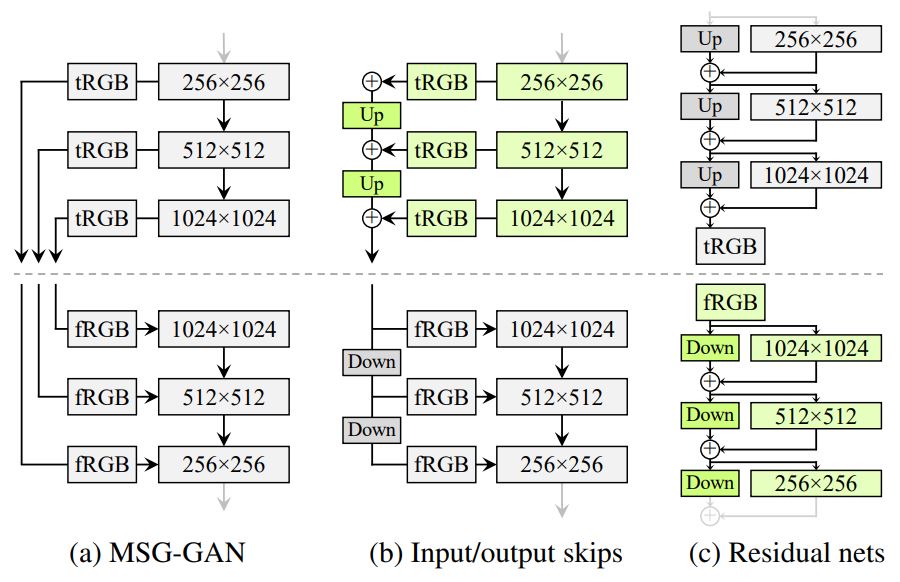 tRGB 256×256
tRGB 512×512
tRGB 1024×1024
fRGB 1024×1024
fRGB 512×512
fRGB 256×256
(a) MSG-GAN
tRGB 256×256
Up
tRGB 512×512
Up
tRGB 1024×1024
fRGB 1024×1024
Down
fRGB 512×512
Down
fRGB 256×256
(b) Input/output skips
Up 256×256
Up 512×512
Up 1024×1024
tRGB
fRGB
Down 1024×1024
Down 512×512
Down 256×256
(c) Residual nets